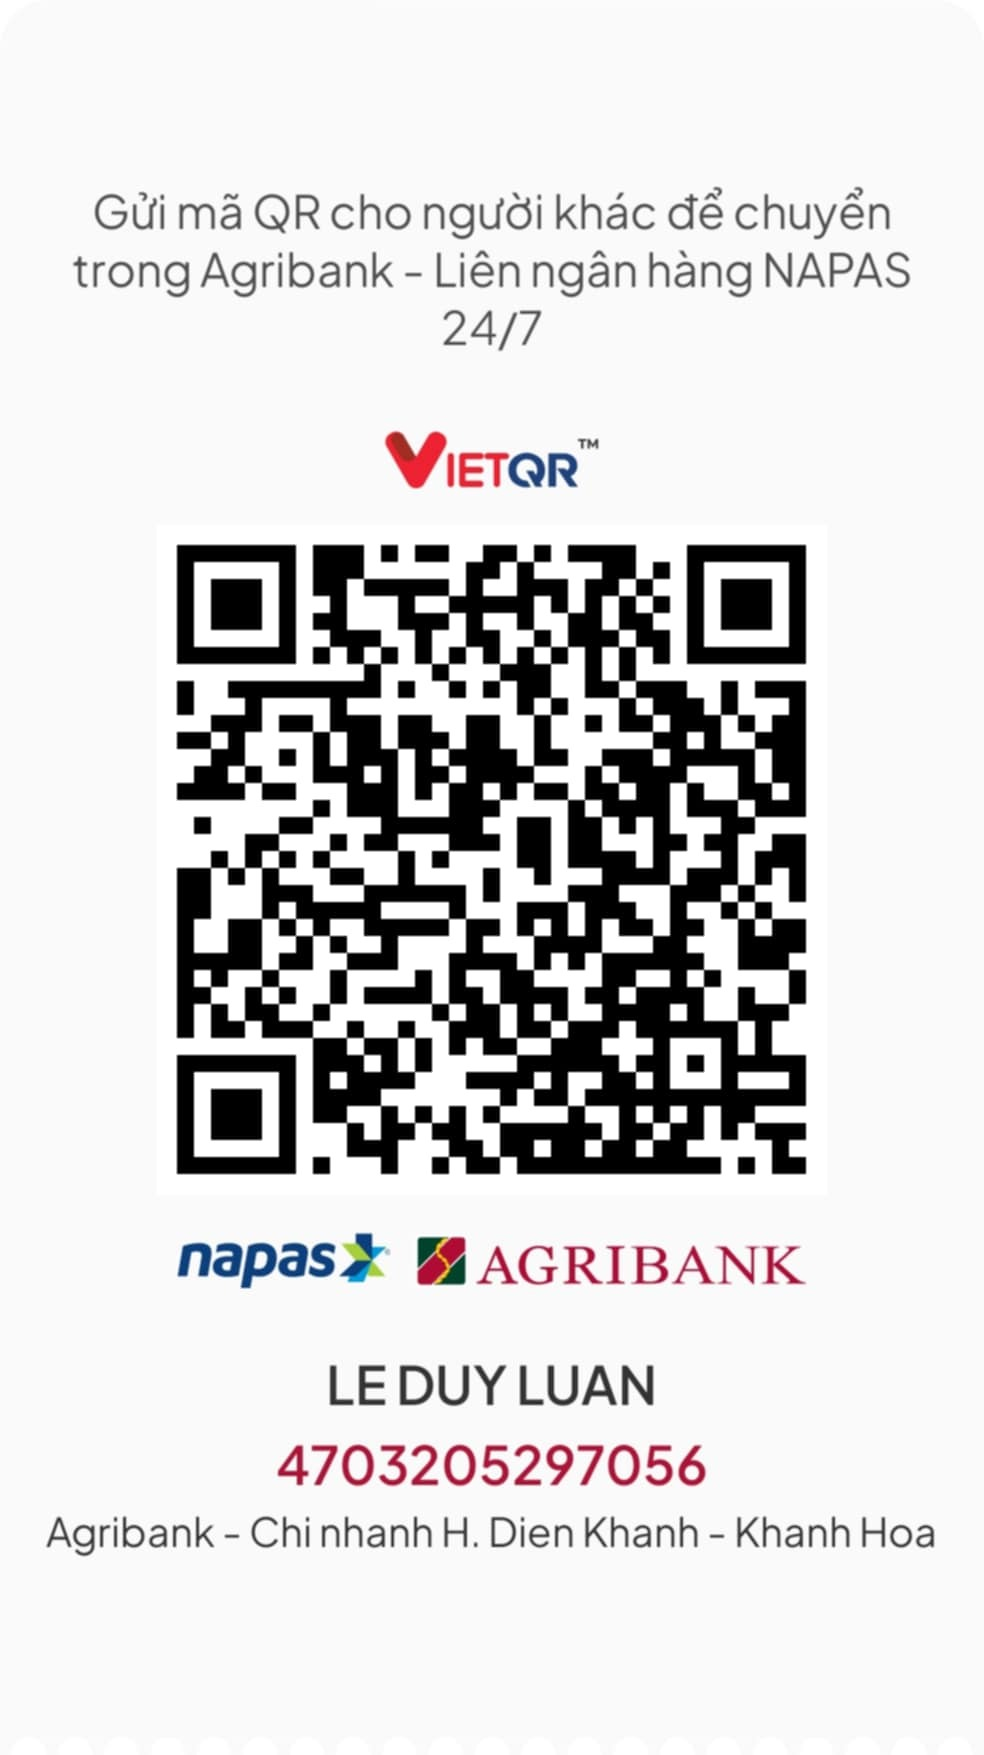 Gửi mã QR cho người khác để chuyển
trong Agribank - Liên ngân hàng NAPAS
24/7
VIETQR™
napas
AGRIBANK
LE DUY LUAN
4703205297056
Agribank - Chi nhanh H. Dien Khanh - Khanh Hoa